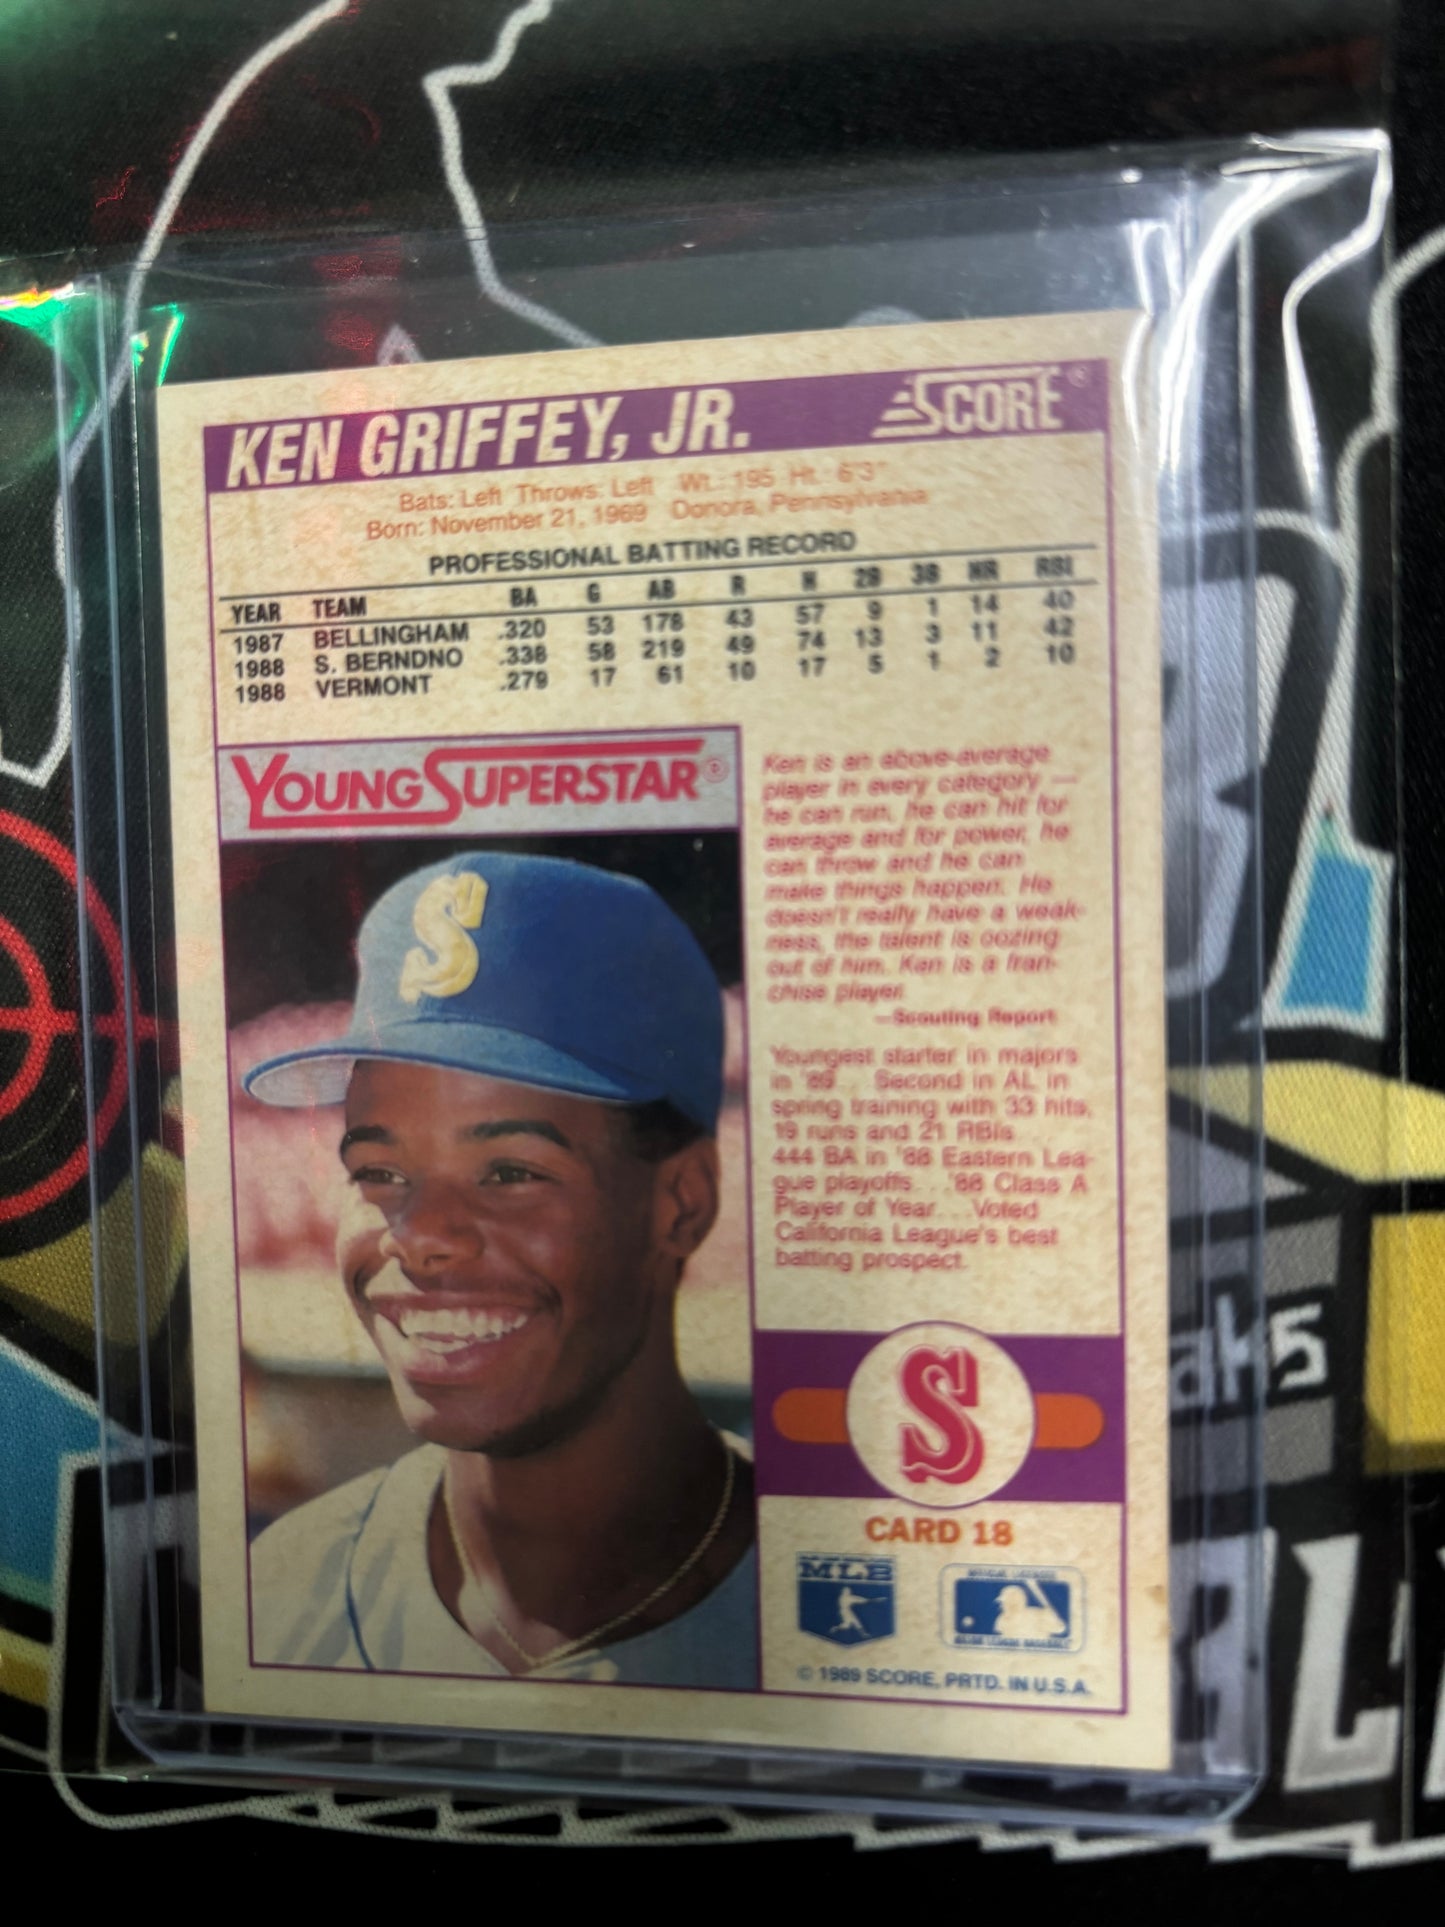 KEN GRIFFEY, JR.
SCORE®
Bats: Left Throws: Left Wt.: 195 Ht.: 6'3"
Born: November 21, 1969 Donora, Pennsylvania
PROFESSIONAL BATTING RECORD
YEAR TEAM BA G AB R H 2B 3B HR RBI
1987 BELLINGHAM .320 53 178 43 57 9 1 14 40
1988 S. BERNDNO .338 58 219 49 74 13 3 11 42
1988 VERMONT .279 17 61 10 17 5 1 2 10
YOUNG SUPERSTAR®
Ken is an above-average
player in every category —
he can run, he can hit for
average and for power, he
can throw and he can
make things happen. He
doesn't really have a weak-
ness, the talent is oozing
out of him. Ken is a fran-
chise player.
—Scouting Report
Youngest starter in majors
in '89... Second in AL in
spring training with 33 hits,
19 runs and 21 RBIs...
.444 BA in '88 Eastern Lea-
gue playoffs... '88 Class A
Player of Year... Voted
California League's best
batting prospect.
S
S
CARD 18
MLB
MAJOR LEAGUE BASEBALL
© 1989 SCORE, PRTD. IN U.S.A.